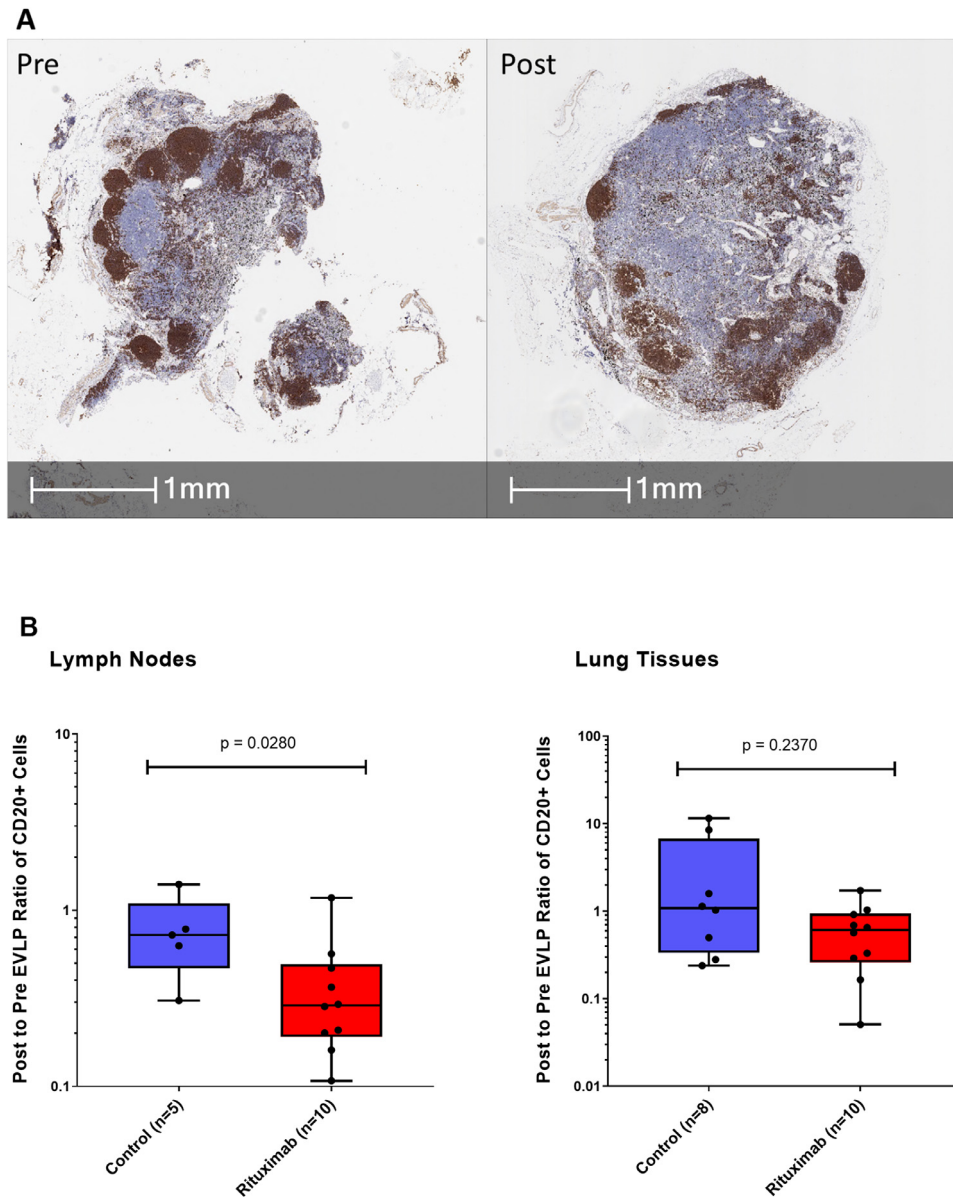 A
Pre
Post
1mm
1mm
B
Lymph Nodes
Lung Tissues
Post to Pre EVLP Ratio of CD20+ Cells
10
1
0.1
p = 0.0280
Control (n=5)
Rituximab (n=10)
Post to Pre EVLP Ratio of CD20+ Cells
100
10
1
0.1
0.01
p = 0.2370
Control (n=8)
Rituximab (n=10)